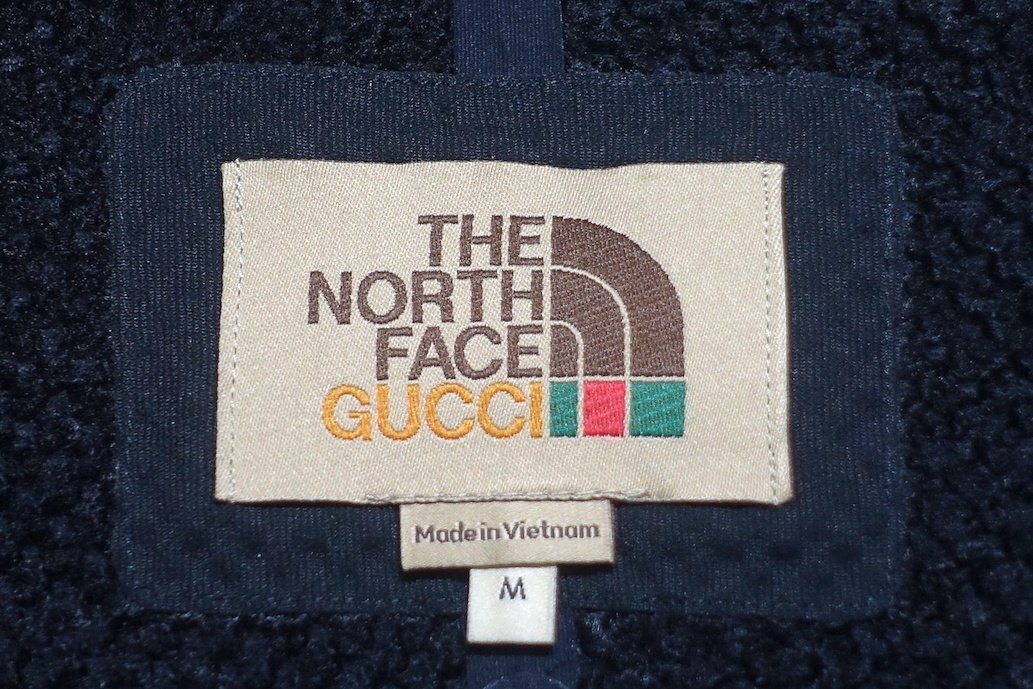 THE
NORTH
FACE
GUCCI
Made in Vietnam
M